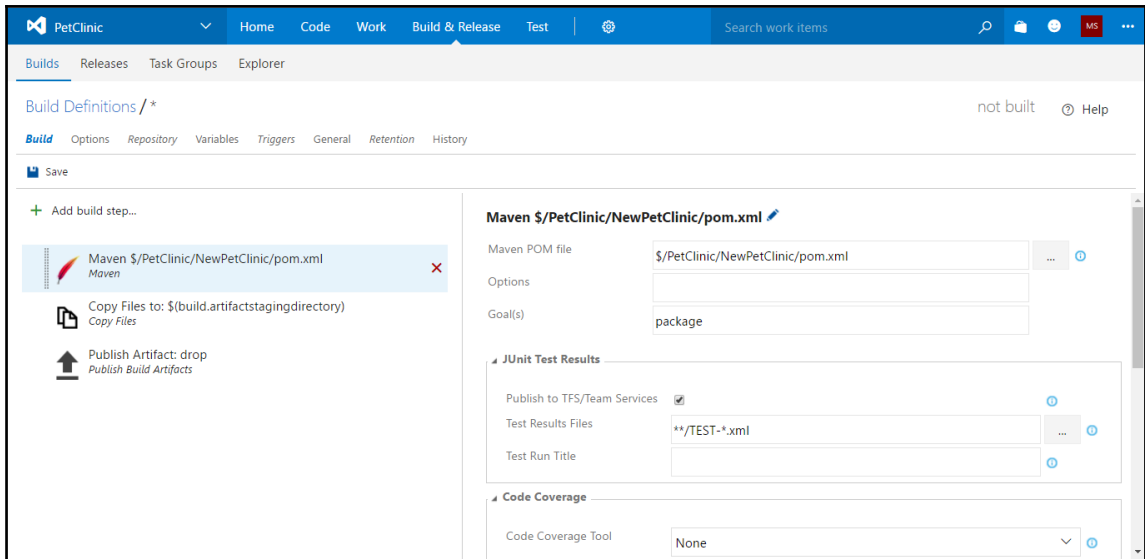 PetClinic Home Code Work Build & Release Test Search work items MS ...
Builds Releases Task Groups Explorer
Build Definitions / * not built Help
Build Options Repository Variables Triggers General Retention History
Save
+ Add build step...
Maven $/PetClinic/NewPetClinic/pom.xml
Maven
Copy Files to: $(build.artifactstagingdirectory)
Copy Files
Publish Artifact: drop
Publish Build Artifacts
Maven $/PetClinic/NewPetClinic/pom.xml
Maven POM file $/PetClinic/NewPetClinic/pom.xml ...
Options
Goal(s) package
JUnit Test Results
Publish to TFS/Team Services
Test Results Files **/TEST-*.xml ...
Test Run Title
Code Coverage
Code Coverage Tool None